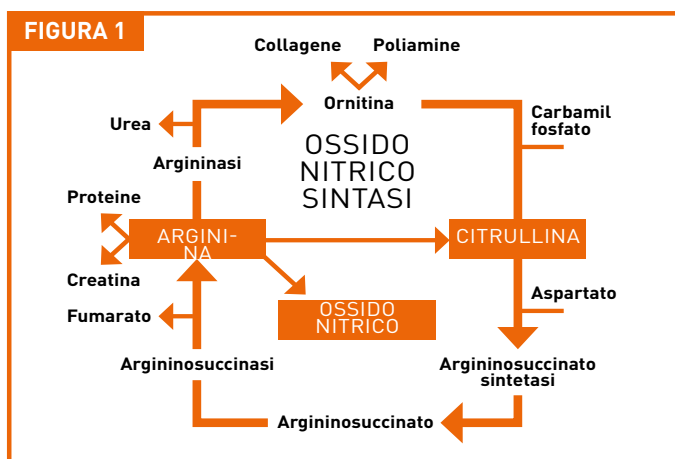 FIGURA 1
Collagene
Poliamine
Ornitina
Urea
Carbamil
fosfato
OSSIDO
NITRICO
SINTASI
Argininasi
Proteine
ARGINI-
NA
CITRULLINA
Creatina
OSSIDO
NITRICO
Aspartato
Fumarato
Argininosuccinasi
Argininosuccinato
sintetasi
Argininosuccinato